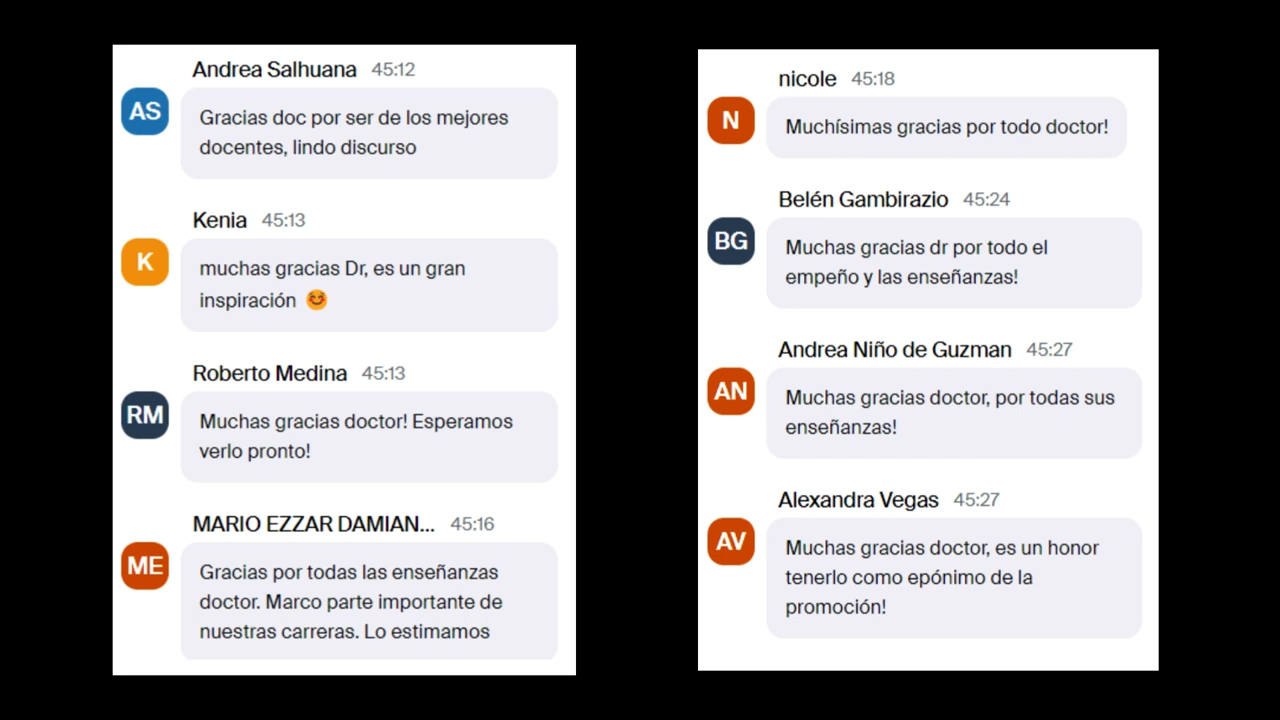 Andrea Salhuana 45:12
AS
Gracias doc por ser de los mejores
docentes, lindo discurso
Kenia 45:13
K
muchas gracias Dr, es un gran
inspiración 😊
Roberto Medina 45:13
RM
Muchas gracias doctor! Esperamos
verlo pronto!
MARIO EZZAR DAMIAN... 45:16
ME
Gracias por todas las enseñanzas
doctor. Marco parte importante de
nuestras carreras. Lo estimamos
nicole 45:18
N
Muchísimas gracias por todo doctor!
Belén Gambirazio 45:24
BG
Muchas gracias dr por todo el
empeño y las enseñanzas!
Andrea Niño de Guzman 45:27
AN
Muchas gracias doctor, por todas sus
enseñanzas!
Alexandra Vegas 45:27
AV
Muchas gracias doctor, es un honor
tenerlo como epónimo de la
promoción!